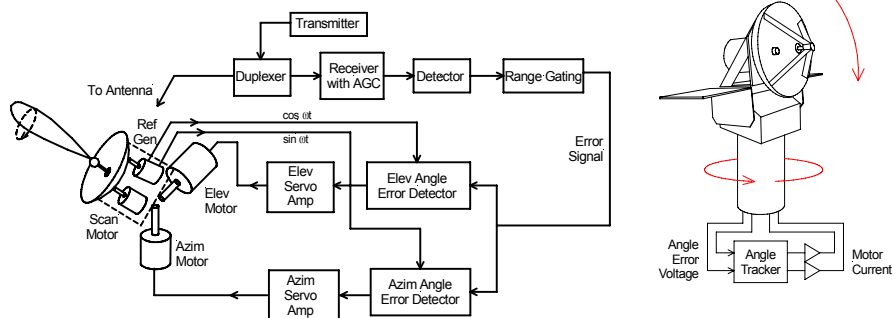 Transmitter
Duplexer
Receiver
with AGC
Detector
Range Gating
To Antenna
Ref
Gen
cos ωt
sin ωt
Error
Signal
Elev
Servo
Amp
Elev Angle
Error Detector
Elev
Motor
Scan
Motor
Azim
Motor
Azim
Servo
Amp
Azim Angle
Error Detector
Angle
Error
Voltage
Angle
Tracker
Motor
Current